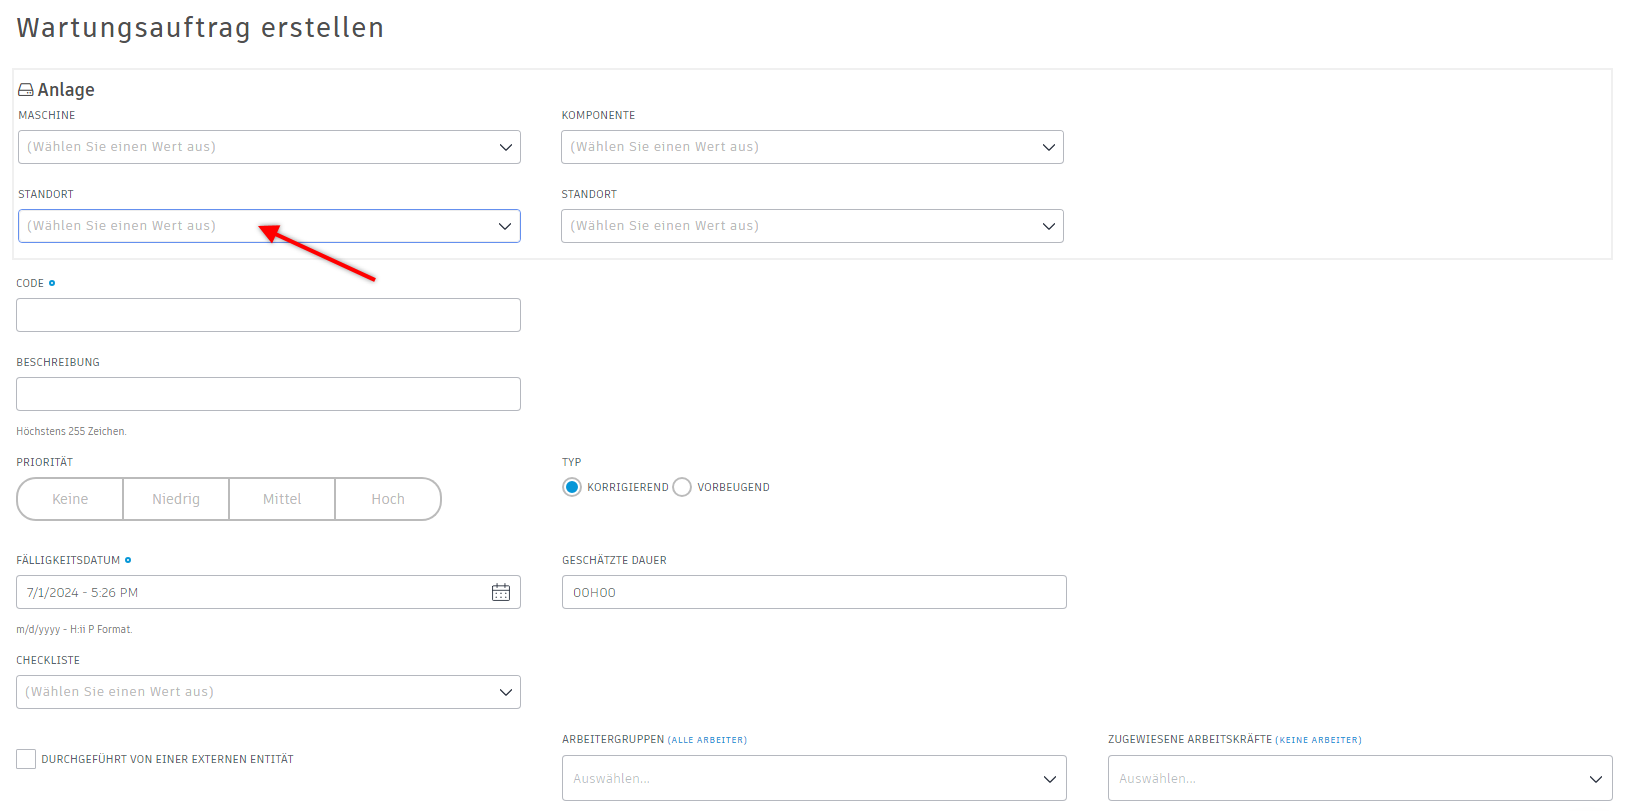 Wartungsauftrag erstellen
Anlage
MASCHINE
KOMPONENTE
(Wählen Sie einen Wert aus)
(Wählen Sie einen Wert aus)
STANDORT
STANDORT
(Wählen Sie einen Wert aus)
(Wählen Sie einen Wert aus)
CODE
BESCHREIBUNG
Höchstens 255 Zeichen.
PRIORITÄT
TYP
Keine
Niedrig
Mittel
Hoch
KORRIGIEREND
VORBEUGEND
FÄLLIGKEITSDATUM
GESCHÄTZTE DAUER
7/1/2024 - 5:26 PM
00H00
m/d/yyyy - H:ii P Format.
CHECKLISTE
(Wählen Sie einen Wert aus)
DURCHGEFÜHRT VON EINER EXTERNEN ENTITÄT
ARBEITERGRUPPEN (ALLE ARBEITER)
Auswählen...
ZUGEWIESENE ARBEITSKRÄFTE (KEINE ARBEITER)
Auswählen...